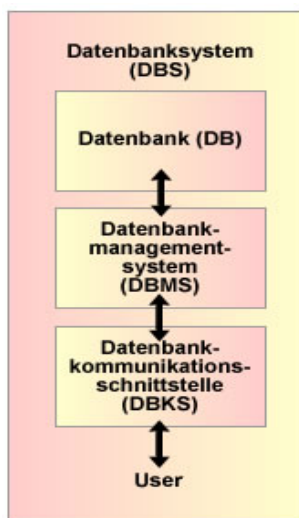 Datenbanksystem
(DBS)
Datenbank (DB)
Datenbank-
management-
system
(DBMS)
Datenbank-
kommunikations-
schnittstelle
(DBKS)
User